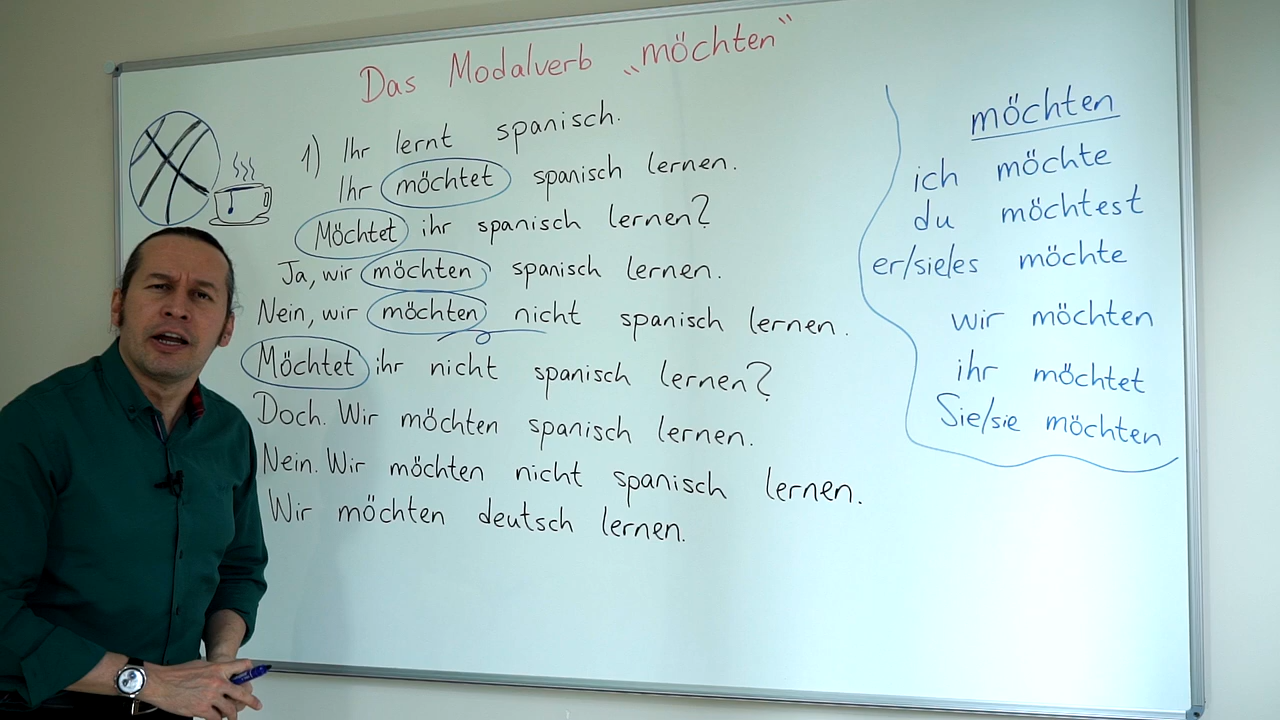 Das Modalverb „möchten“
1) Ihr lernt spanisch.
Ihr möchtet spanisch lernen.
Möchtet ihr spanisch lernen?
Ja, wir möchten spanisch lernen.
Nein, wir möchten nicht spanisch lernen.
Möchtet ihr nicht spanisch lernen?
Doch. Wir möchten spanisch lernen.
Nein. Wir möchten nicht spanisch lernen.
Wir möchten deutsch lernen.
möchten
ich möchte
du möchtest
er/sie/es möchte
wir möchten
ihr möchtet
Sie/sie möchten